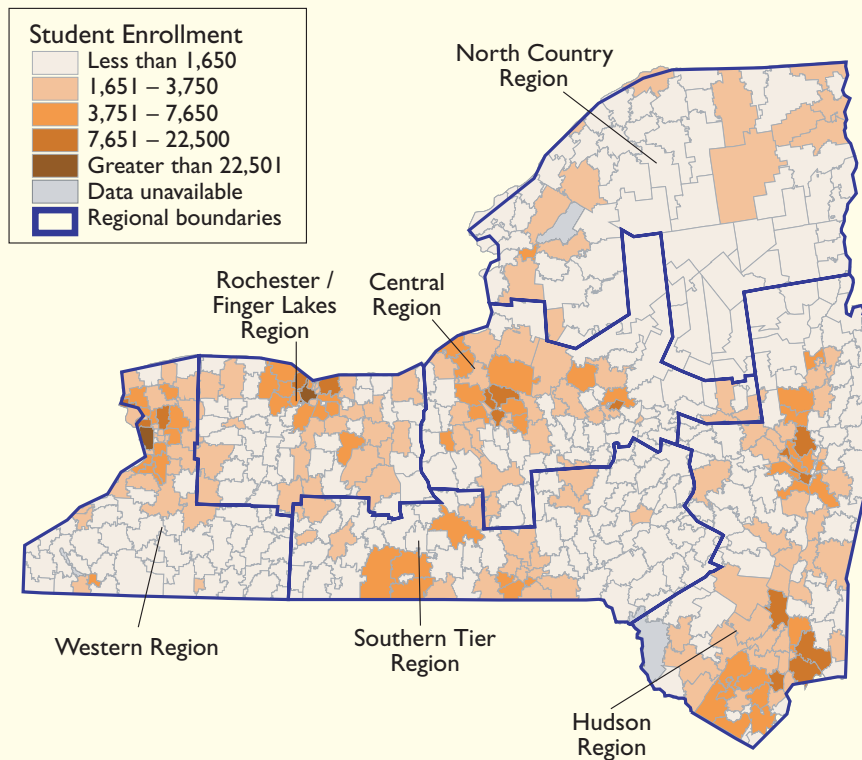 Student Enrollment
Less than 1,650
1,651 – 3,750
3,751 – 7,650
7,651 – 22,500
Greater than 22,501
Data unavailable
Regional boundaries
North Country
Region
Rochester /
Finger Lakes
Region
Central
Region
Western Region
Southern Tier
Region
Hudson
Region